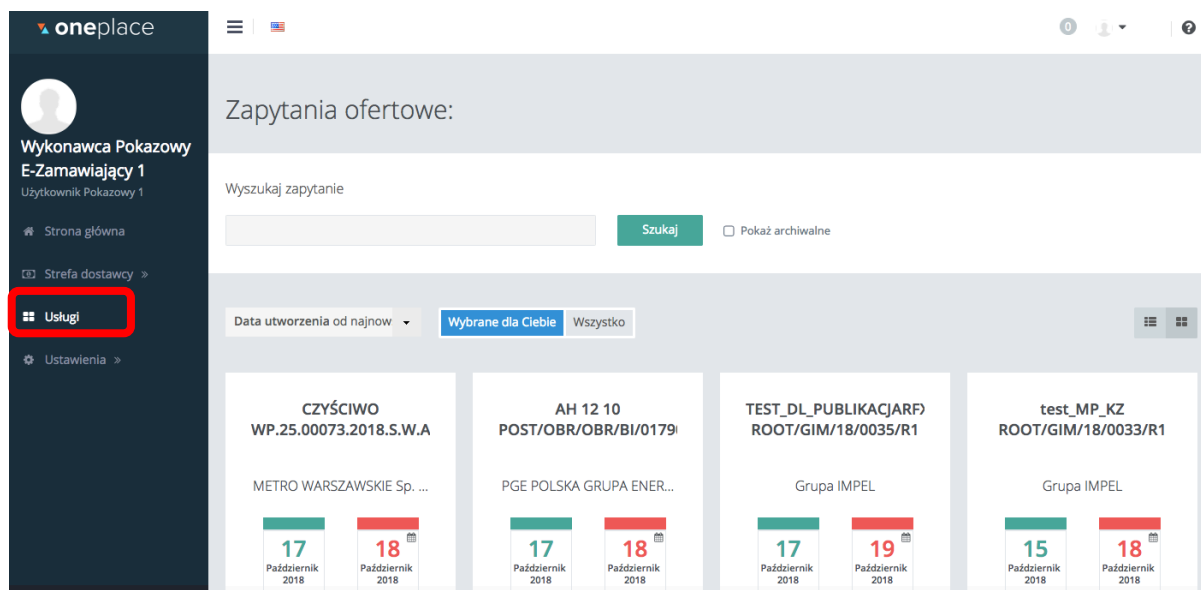 oneplace
0
Zapytania ofertowe:
Wykonawca Pokazowy
E-Zamawiający 1
Użytkownik Pokazowy 1
Strona główna
Strefa dostawcy »
Usługi
Ustawienia »
Wyszukaj zapytanie
Szukaj
Pokaż archiwalne
Data utworzenia od najnow
Wybrane dla Ciebie
Wszystko
CZYŚCIWO
WP.25.00073.2018.S.W.A
METRO WARSZAWSKIE Sp. ...
17
Październik
2018
18
Październik
2018
AH 12 10
POST/OBR/OBR/BI/0179
PGE POLSKA GRUPA ENER...
17
Październik
2018
18
Październik
2018
TEST_DL_PUBLIKACJARF
ROOT/GIM/18/0035/R1
Grupa IMPEL
17
Październik
2018
19
Październik
2018
test_MP_KZ
ROOT/GIM/18/0033/R1
Grupa IMPEL
15
Październik
2018
18
Październik
2018